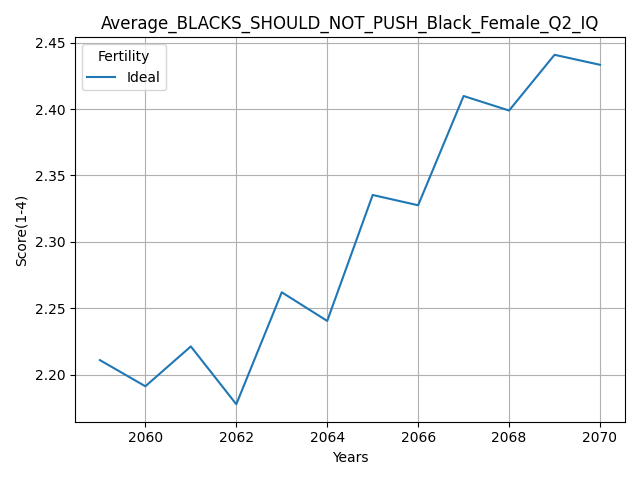 Average_BLACKS_SHOULD_NOT_PUSH_Black_Female_Q2_IQ
2.45
Fertility
Ideal
2.40
2.35
Score(1-4)
2.30
2.25
2.20
2060 2062 2064 2066 2068 2070
Years